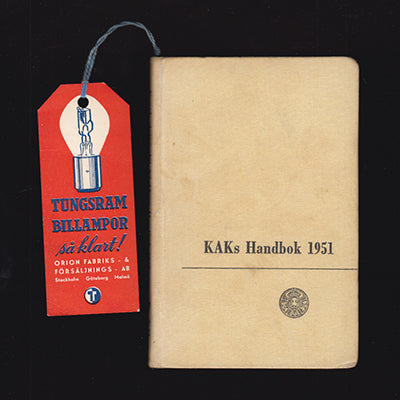 TUNGSRAM
BILLAMPOR
så klart!
ORION FABRIKS - &
FÖRSÄLJNINGS - AB
Stockholm Göteborg Malmö
T
KAKs Handbok 1951